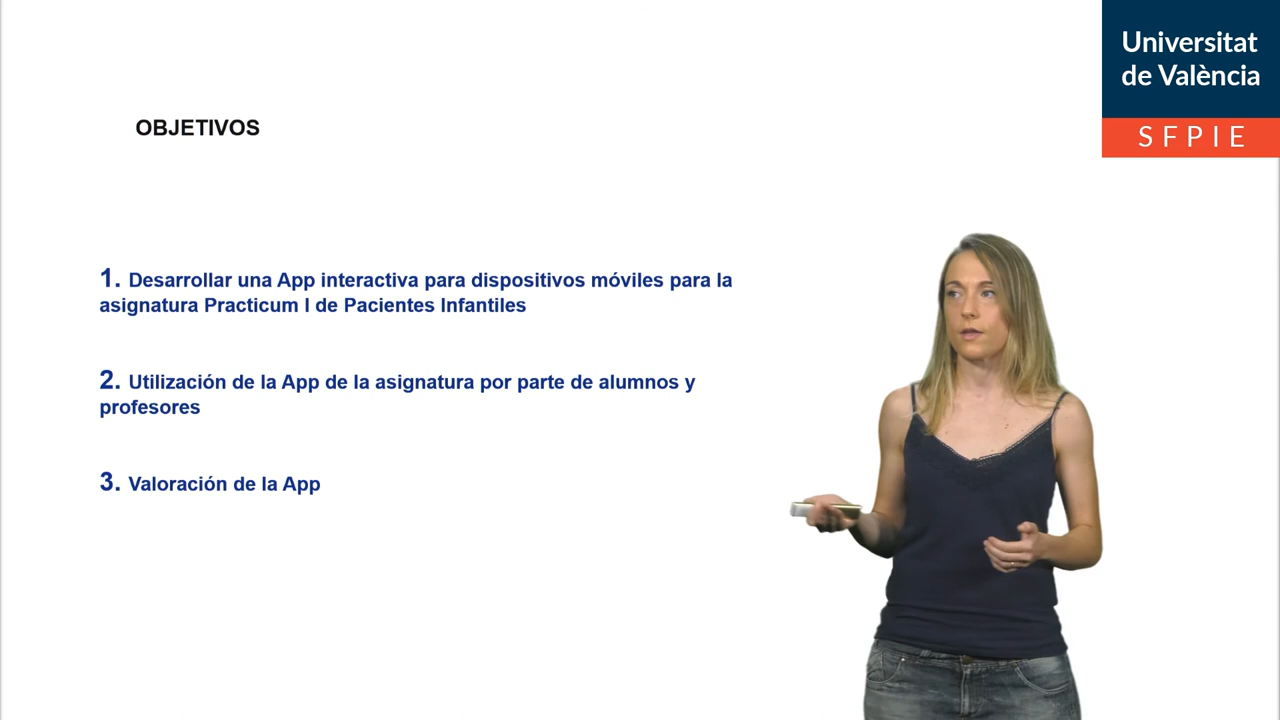 Universitat
de València
SFPIE
OBJETIVOS
1. Desarrollar una App interactiva para dispositivos móviles para la
asignatura Practicum I de Pacientes Infantiles
2. Utilización de la App de la asignatura por parte de alumnos y
profesores
3. Valoración de la App